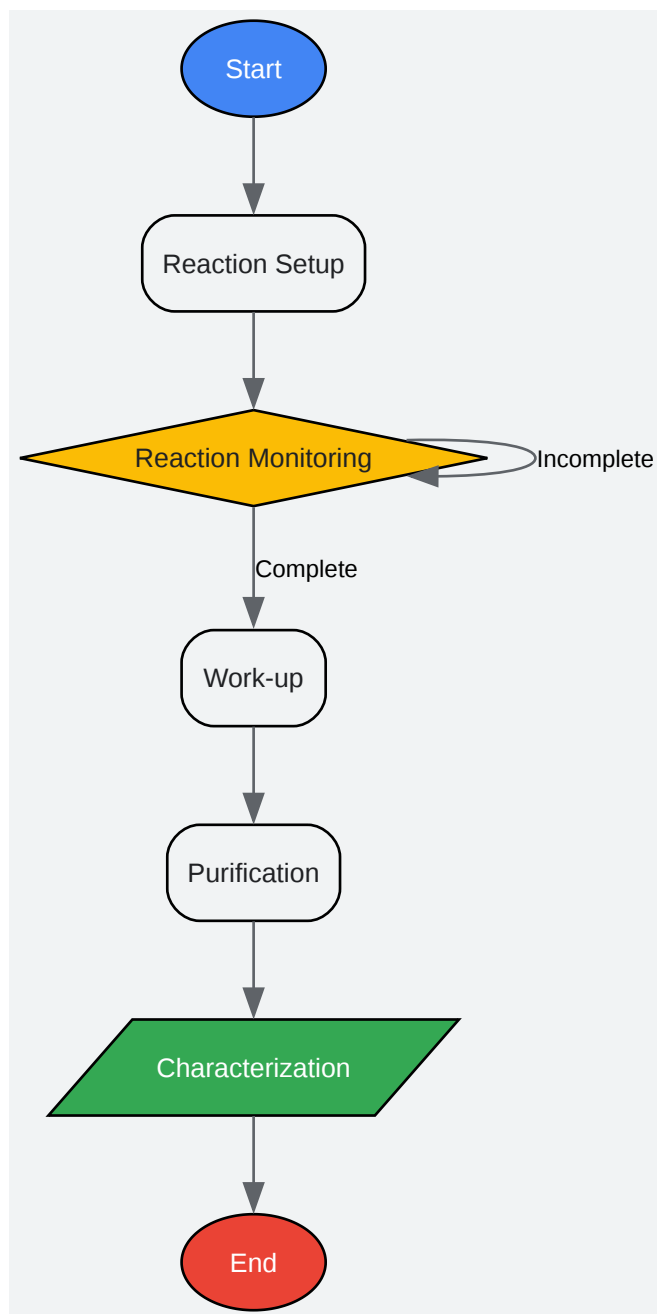 Start
Reaction Setup
Reaction Monitoring
Incomplete
Complete
Work-up
Purification
Characterization
End